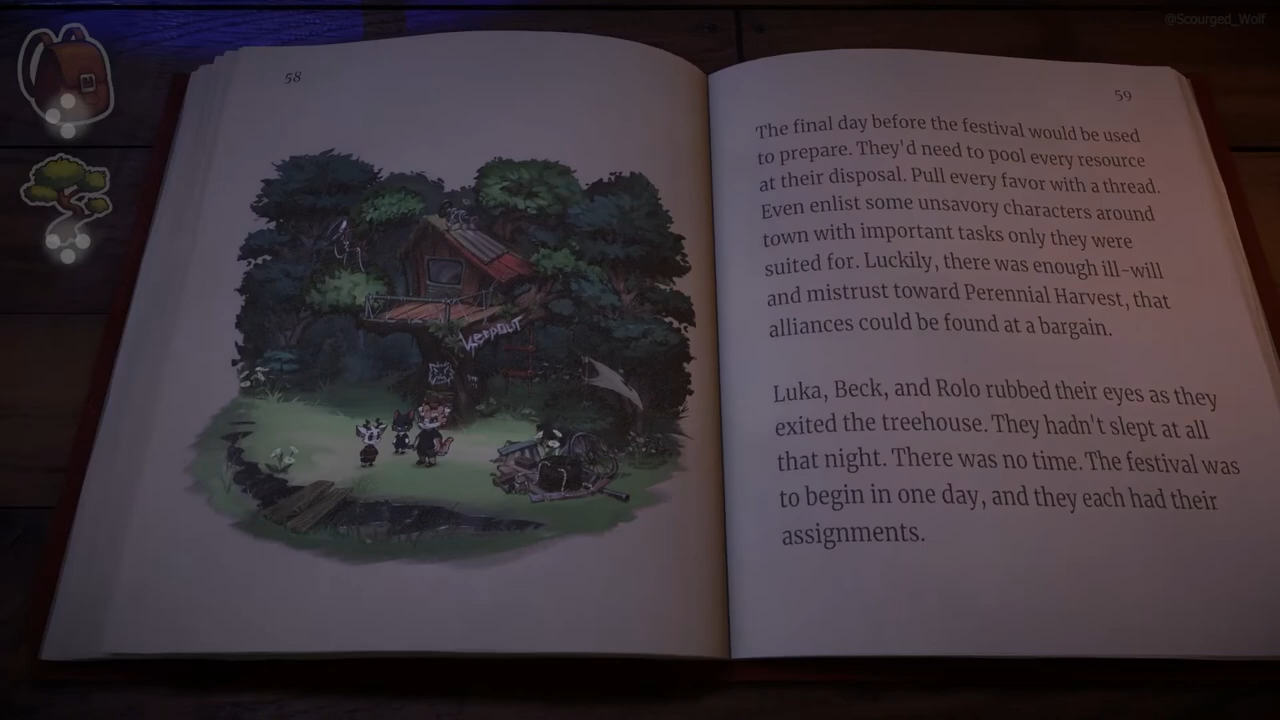 @Scourged_Wolf
58
KEEP OUT
59
The final day before the festival would be used
to prepare. They'd need to pool every resource
at their disposal. Pull every favor with a thread.
Even enlist some unsavory characters around
town with important tasks only they were
suited for. Luckily, there was enough ill-will
and mistrust toward Perennial Harvest, that
alliances could be found at a bargain.
Luka, Beck, and Rolo rubbed their eyes as they
exited the treehouse. They hadn't slept at all
that night. There was no time. The festival was
to begin in one day, and they each had their
assignments.